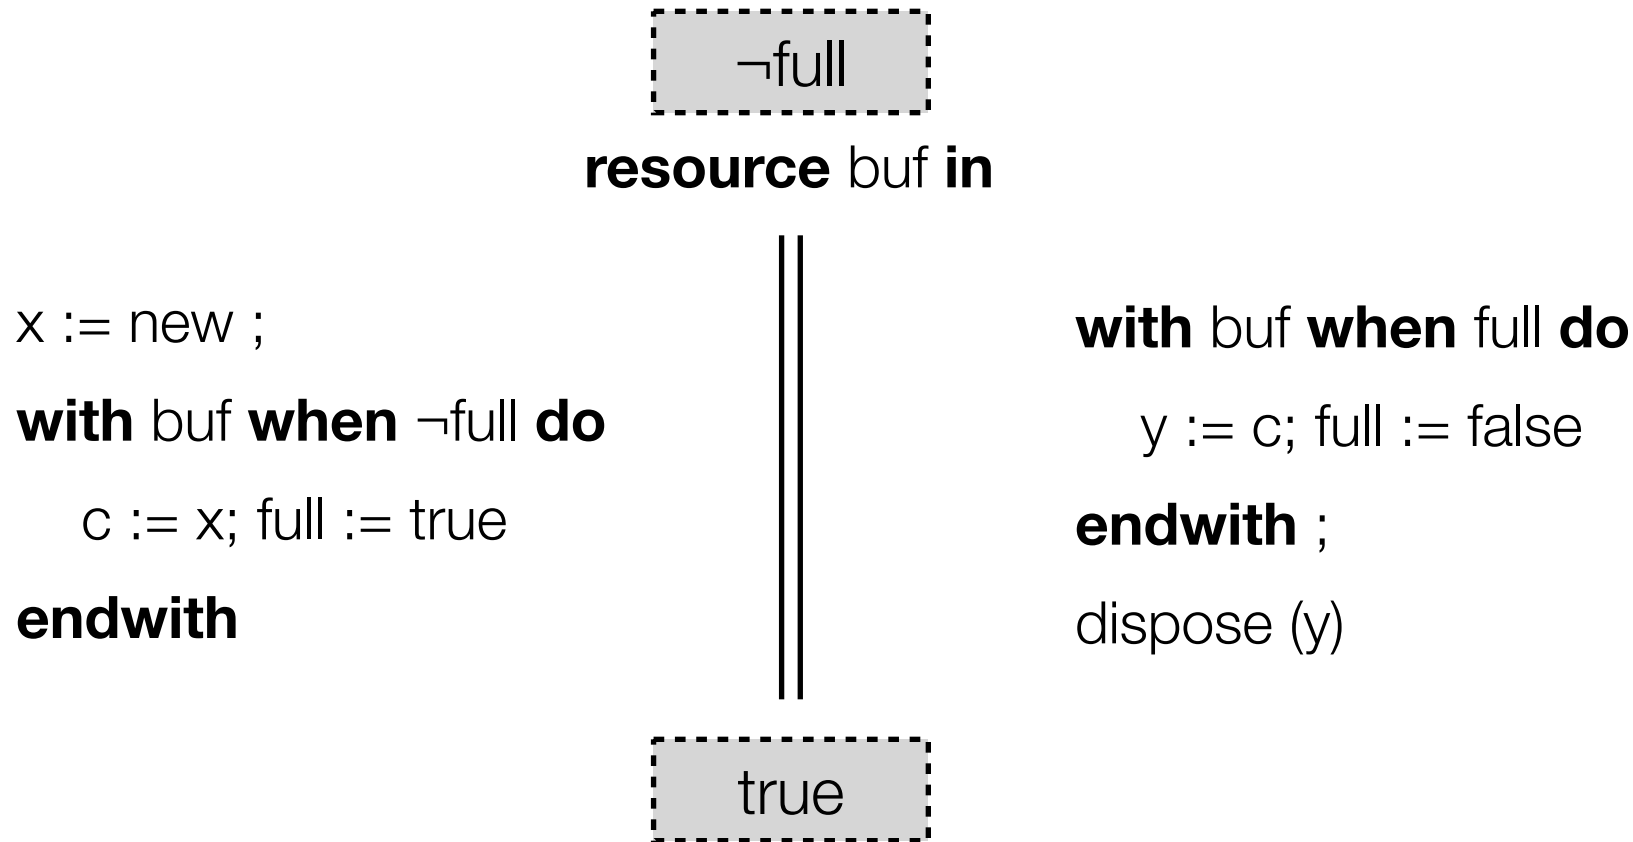 ¬full
resource buf in
x := new ;
with buf when ¬full do
c := x; full := true
endwith
with buf when full do
y := c; full := false
endwith ;
dispose (y)
true